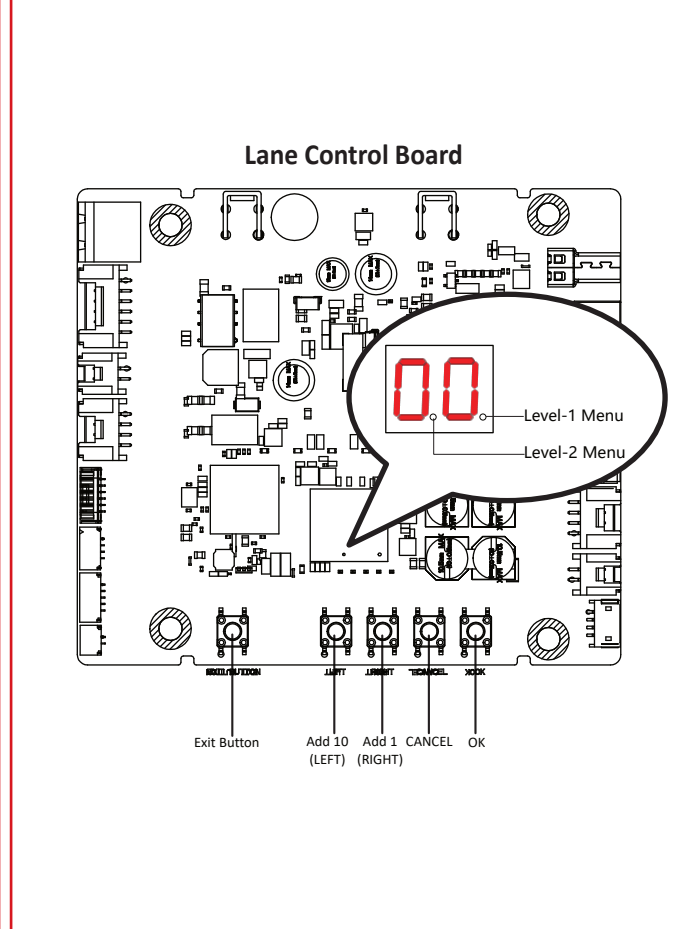 Lane Control Board
00
Level-1 Menu
Level-2 Menu
Exit Button
Add 10
(LEFT)
Add 1
(RIGHT)
CANCEL
OK